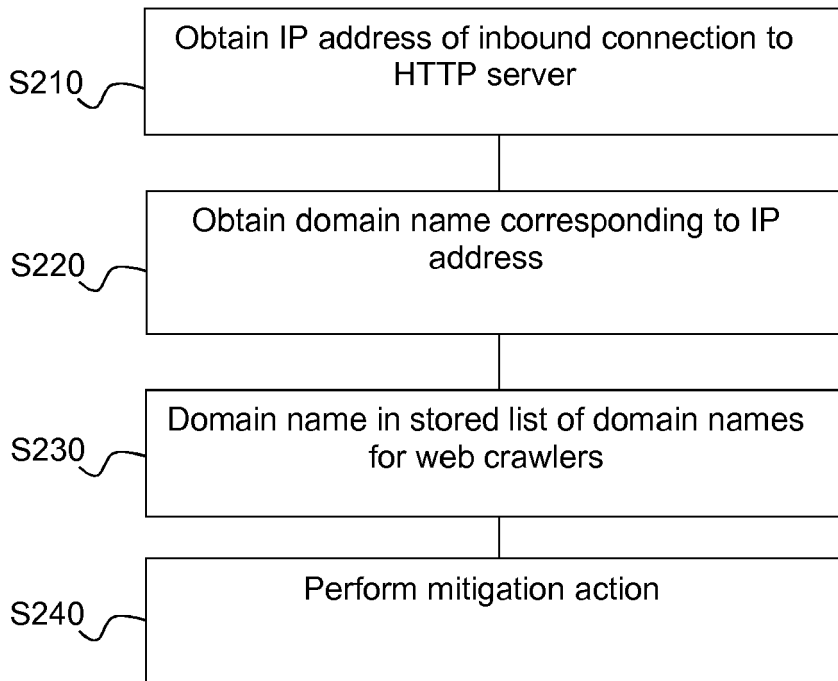 Obtain IP address of inbound connection to
HTTP server
S210
Obtain domain name corresponding to IP
address
S220
Domain name in stored list of domain names
for web crawlers
S230
Perform mitigation action
S240